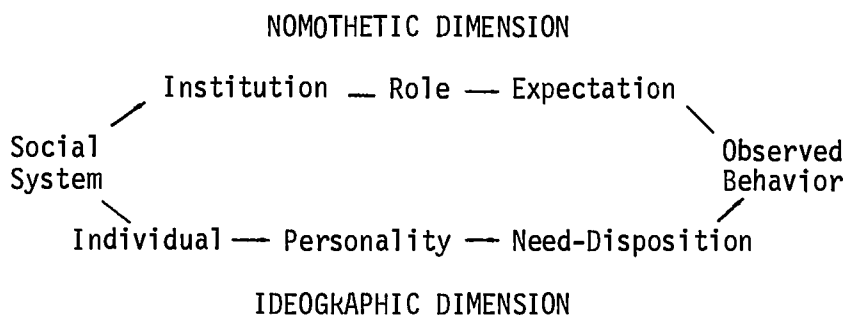 NOMOTHETIC DIMENSION
Institution — Role — Expectation
Social
System
Observed
Behavior
Individual — Personality — Need-Disposition
IDEOGRAPHIC DIMENSION